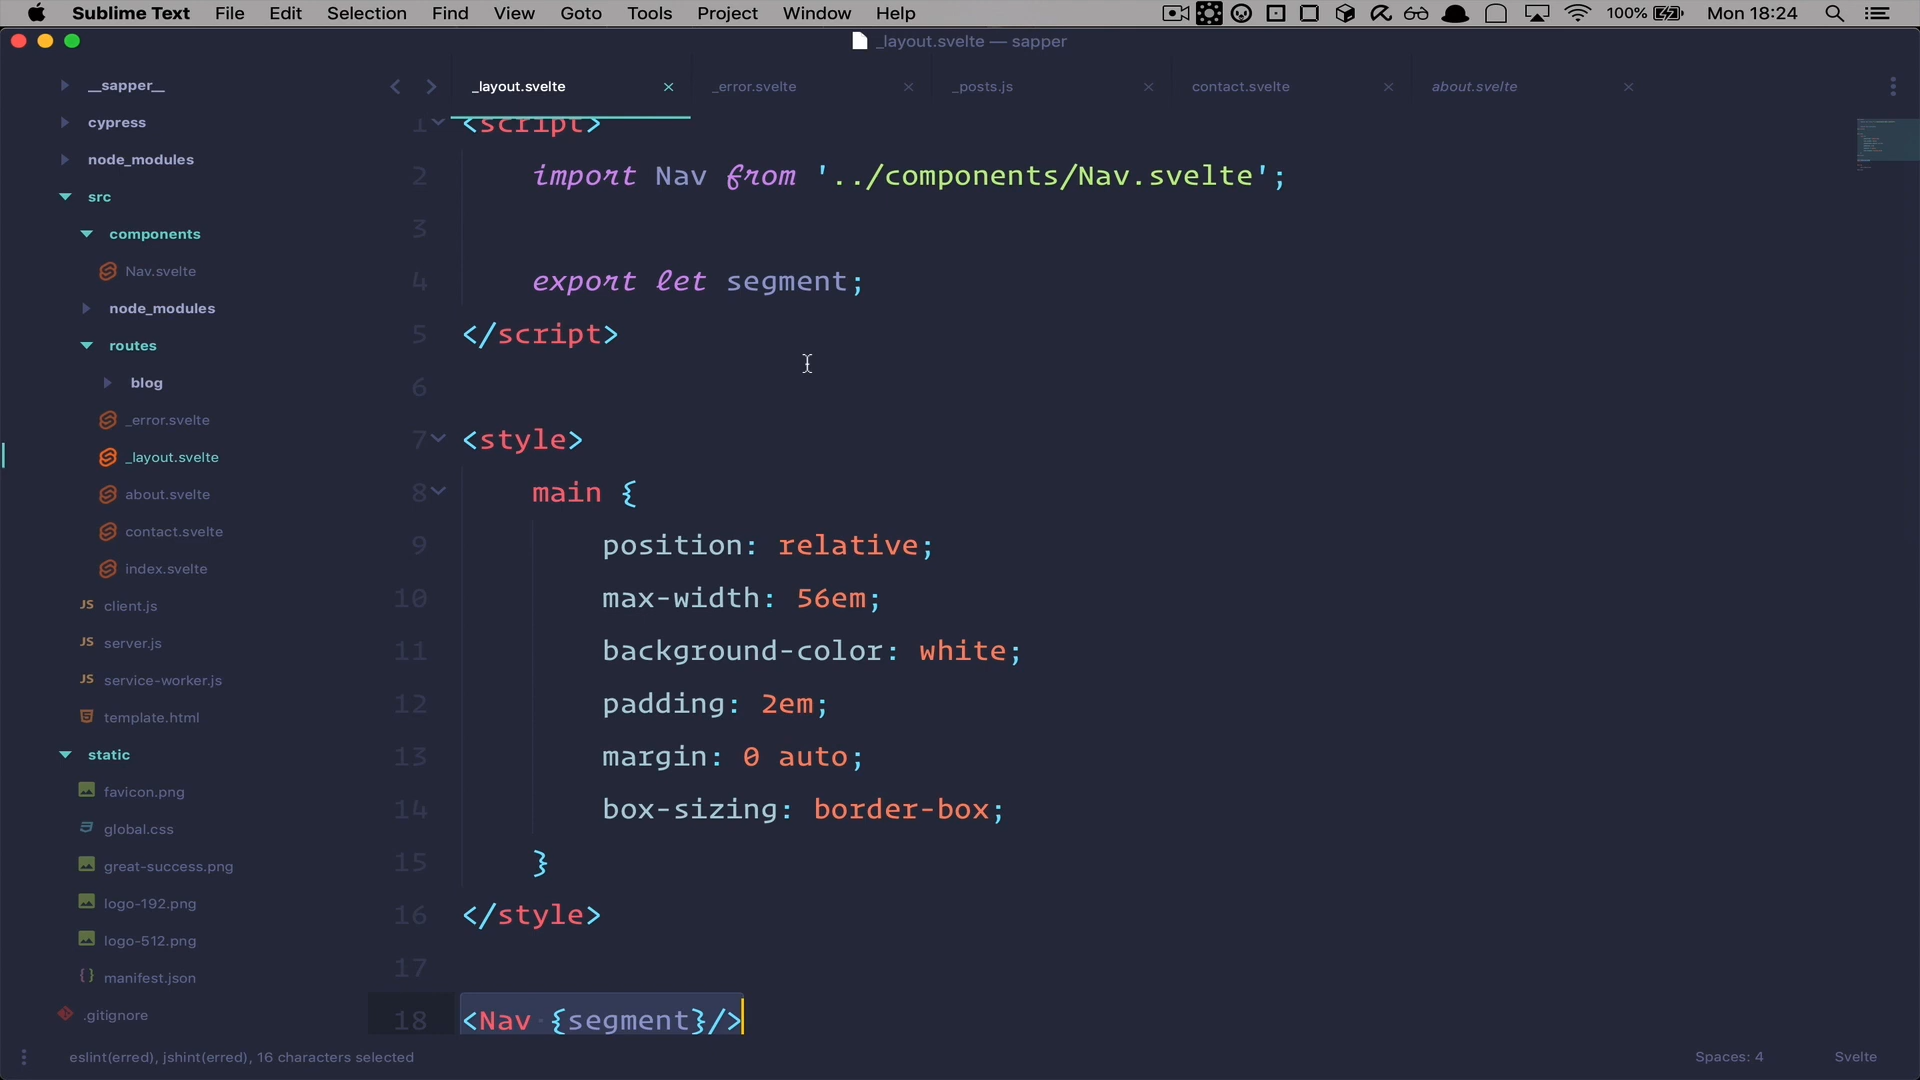 Sublime Text File Edit Selection Find View Goto Tools Project Window Help 100% Mon 18:24
_layout.svelte — sapper
__sapper__
cypress
node_modules
src
components
Nav.svelte
node_modules
routes
blog
_error.svelte
_layout.svelte
about.svelte
contact.svelte
index.svelte
client.js
server.js
service-worker.js
template.html
static
favicon.png
global.css
great-success.png
logo-192.png
logo-512.png
manifest.json
.gitignore
_layout.svelte _error.svelte _posts.js contact.svelte about.svelte
1 <script>
2 import Nav from '../components/Nav.svelte';
3
4 export let segment;
5 </script>
6
7 <style>
8 main {
9 position: relative;
10 max-width: 56em;
11 background-color: white;
12 padding: 2em;
13 margin: 0 auto;
14 box-sizing: border-box;
15 }
16 </style>
17
18 <Nav {segment}/>
eslint(erred), jshint(erred), 16 characters selected Spaces: 4 Svelte